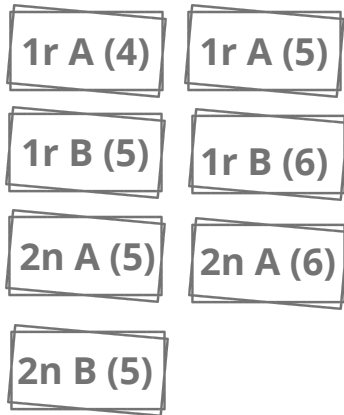 1r A (4)
1r A (5)
1r B (5)
1r B (6)
2n A (5)
2n A (6)
2n B (5)